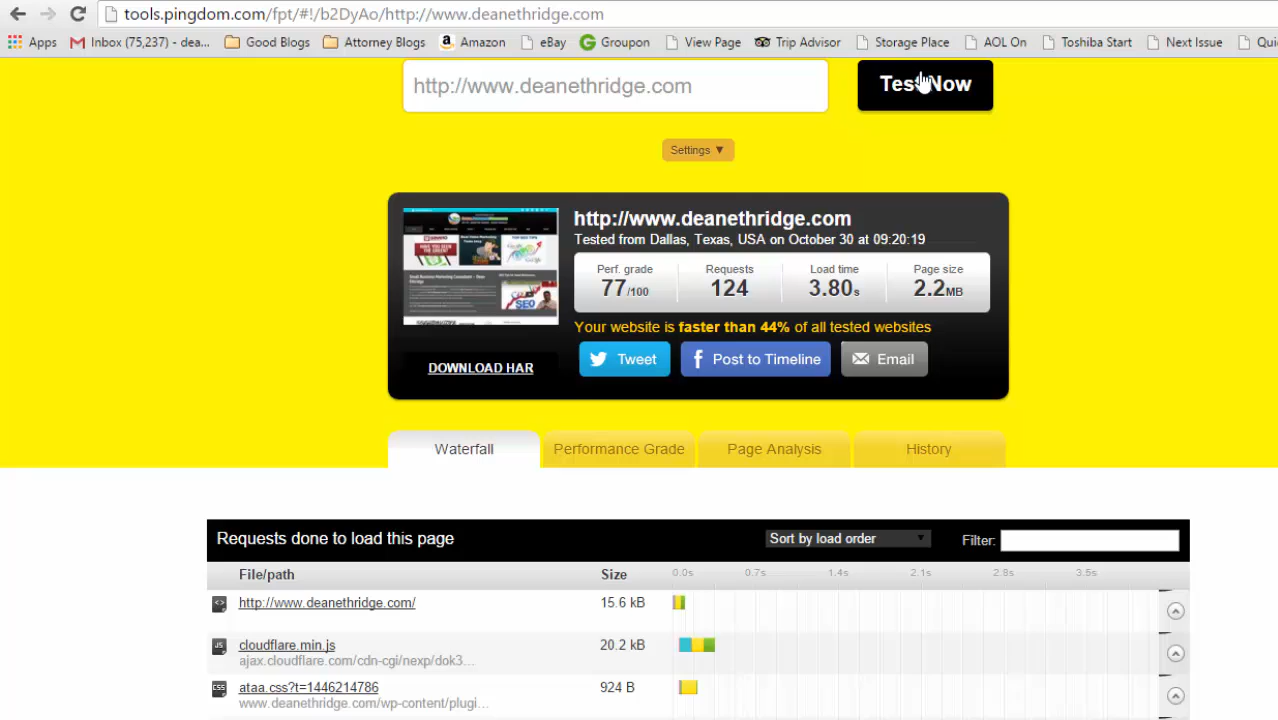 tools.pingdom.com/fpt/#!/b2DyAo/http://www.deanethridge.com
Apps Inbox (75,237) - dea... Good Blogs Attorney Blogs Amazon eBay Groupon View Page Trip Advisor Storage Place AOL On Toshiba Start Next Issue
http://www.deanethridge.com
Test Now
Settings ▼
http://www.deanethridge.com
Tested from Dallas, Texas, USA on October 30 at 09:20:19
Perf. grade Requests Load time Page size
77/100 124 3.80s 2.2MB
Your website is faster than 44% of all tested websites
Tweet Post to Timeline Email
DOWNLOAD HAR
Waterfall Performance Grade Page Analysis History
Requests done to load this page Sort by load order Filter:
File/path Size 0.0s 0.7s 1.4s 2.1s 2.8s 3.5s
http://www.deanethridge.com/ 15.6 kB
cloudflare.min.js 20.2 kB
ajax.cloudflare.com/cdn-cgi/nexp/dok3...
ataa.css?t=1446214786 924 B
www.deanethridge.com/wp-content/plugi...